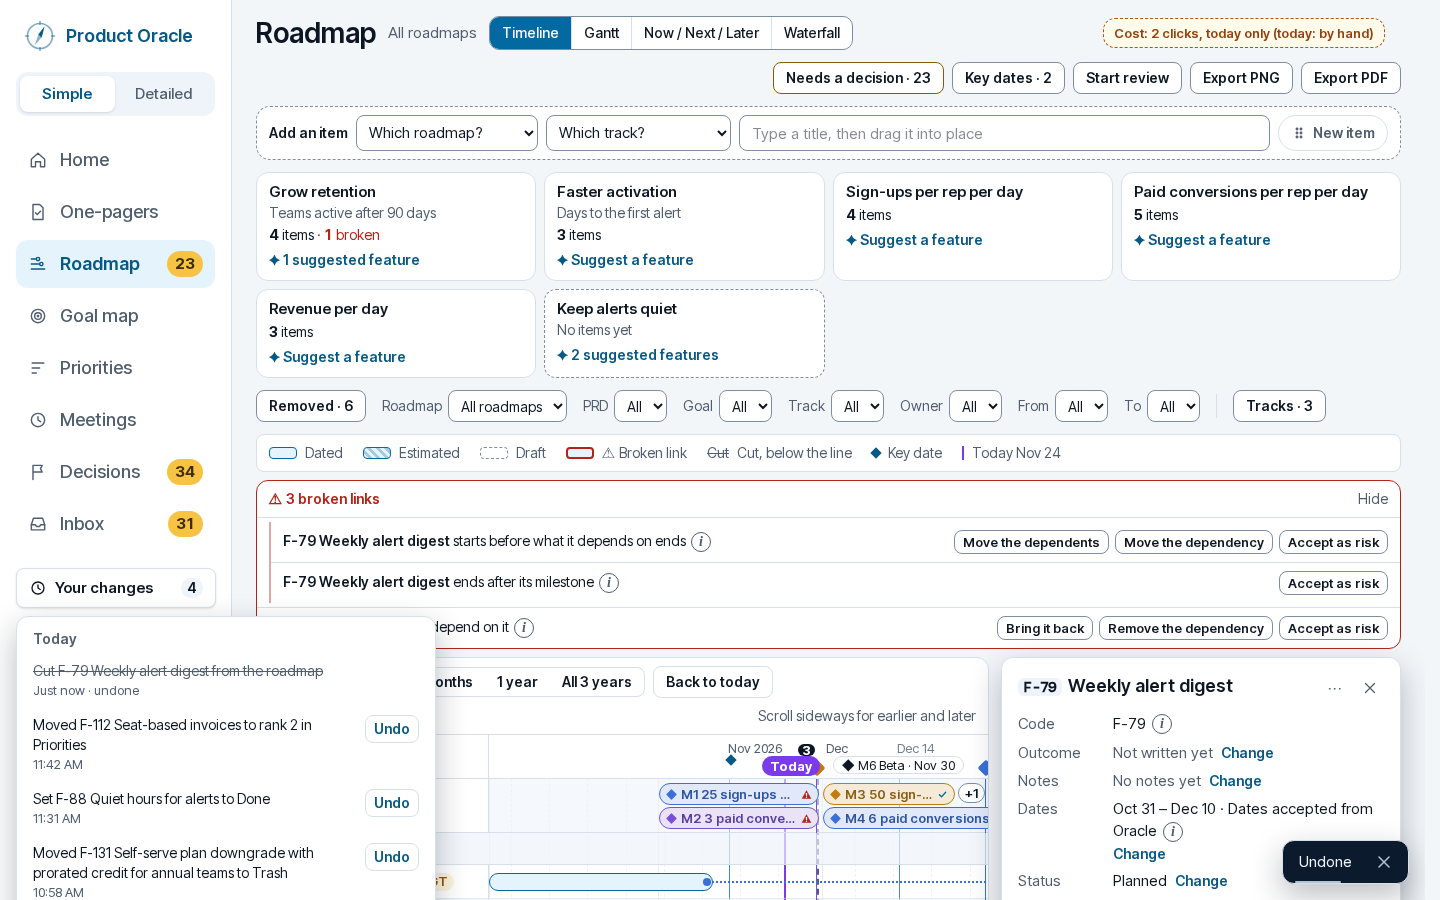 Product Oracle
Simple
Detailed
Home
One-pagers
Roadmap 23
Goal map
Priorities
Meetings
Decisions 34
Inbox 31
Your changes 4
Today
Cut F-79 Weekly alert digest from the roadmap
Just now · undone
Moved F-112 Seat-based invoices to rank 2 in
Priorities
Undo
11:42 AM
Set F-88 Quiet hours for alerts to Done
Undo
11:31 AM
Moved F-131 Self-serve plan downgrade with
prorated credit for annual teams to Trash
Undo
10:58 AM
Roadmap All roadmaps
Timeline Gantt Now / Next / Later Waterfall
Cost: 2 clicks, today only (today: by hand)
Needs a decision · 23 Key dates · 2 Start review Export PNG Export PDF
Add an item Which roadmap? Which track? Type a title, then drag it into place New item
Grow retention
Teams active after 90 days
4 items · 1 broken
1 suggested feature
Faster activation
Days to the first alert
3 items
Suggest a feature
Sign-ups per rep per day
4 items
Suggest a feature
Paid conversions per rep per day
5 items
Suggest a feature
Revenue per day
3 items
Suggest a feature
Keep alerts quiet
No items yet
2 suggested features
Removed · 6 Roadmap All roadmaps PRD All Goal All Track All Owner All From All To All Tracks · 3
Dated Estimated Draft ⚠ Broken link Cut Cut, below the line Key date Today Nov 24
⚠ 3 broken links Hide
F-79 Weekly alert digest starts before what it depends on ends i Move the dependents Move the dependency Accept as risk
F-79 Weekly alert digest ends after its milestone i Accept as risk
depend on it i Bring it back Remove the dependency Accept as risk
onths 1 year All 3 years Back to today
Scroll sideways for earlier and later
Nov 2026 3 Dec Dec 14
Today M6 Beta · Nov 30
M1 25 sign-ups ... M3 50 sign-... +1
M2 3 paid conve... M4 6 paid conversions
GT
F-79 Weekly alert digest ...
Code F-79 i
Outcome Not written yet Change
Notes No notes yet Change
Dates Oct 31 – Dec 10 · Dates accepted from
Oracle i
Change
Status Planned Change
Undone